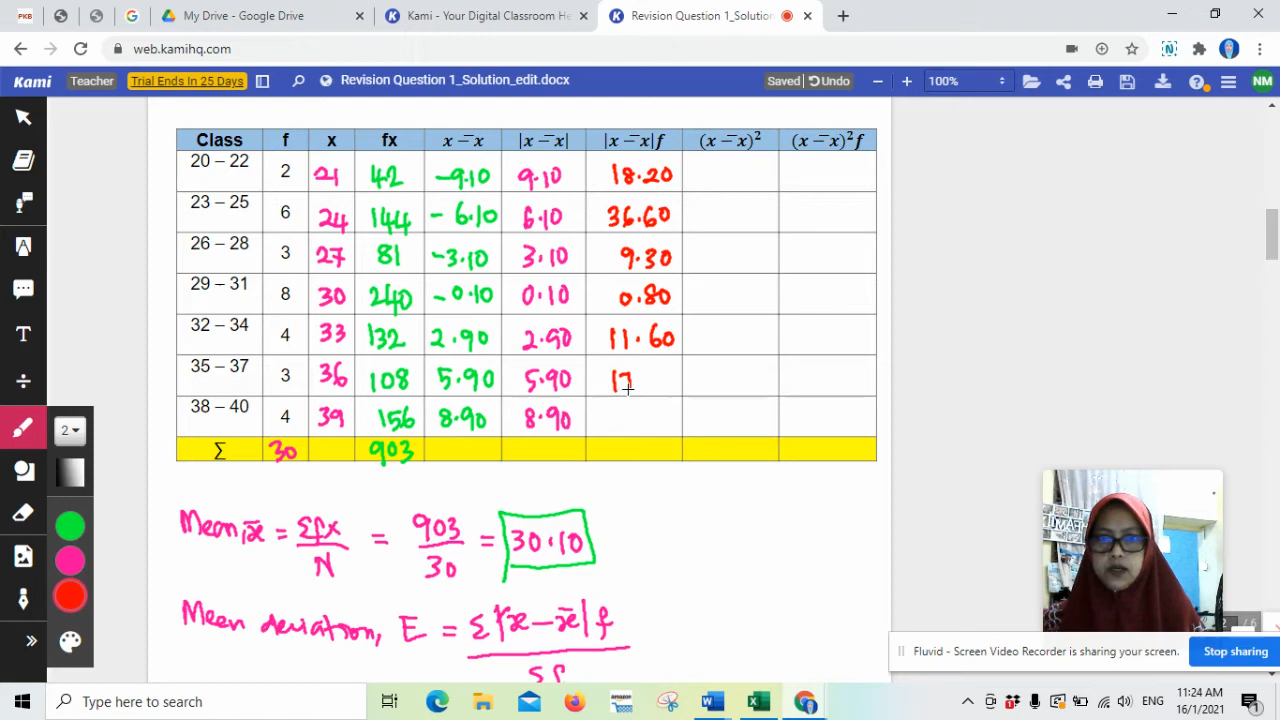 My Drive - Google Drive
Kami - Your Digital Classroom He
Revision Question 1_Solution
web.kamihq.com
Kami Teacher Trial Ends In 25 Days Revision Question 1_Solution_edit.docx Saved Undo 100% NM
Class f x fx x − x̄ |x − x̄| |x − x̄|f (x − x̄)² (x − x̄)²f
20 – 22 2 21 42 -9.10 9.10 18.20
23 – 25 6 24 144 -6.10 6.10 36.60
26 – 28 3 27 81 -3.10 3.10 9.30
29 – 31 8 30 240 -0.10 0.10 0.80
32 – 34 4 33 132 2.90 2.90 11.60
35 – 37 3 36 108 5.90 5.90 17
38 – 40 4 39 156 8.90 8.90
∑ 30 903
2
Mean, x̄ = Σfx / N = 903 / 30 = 30.10
Mean deviation, E = Σ|x − x̄|f / Σf
/ 6
Fluvid - Screen Video Recorder is sharing your screen. Stop sharing
Type here to search
ENG
11:24 AM
16/1/2021